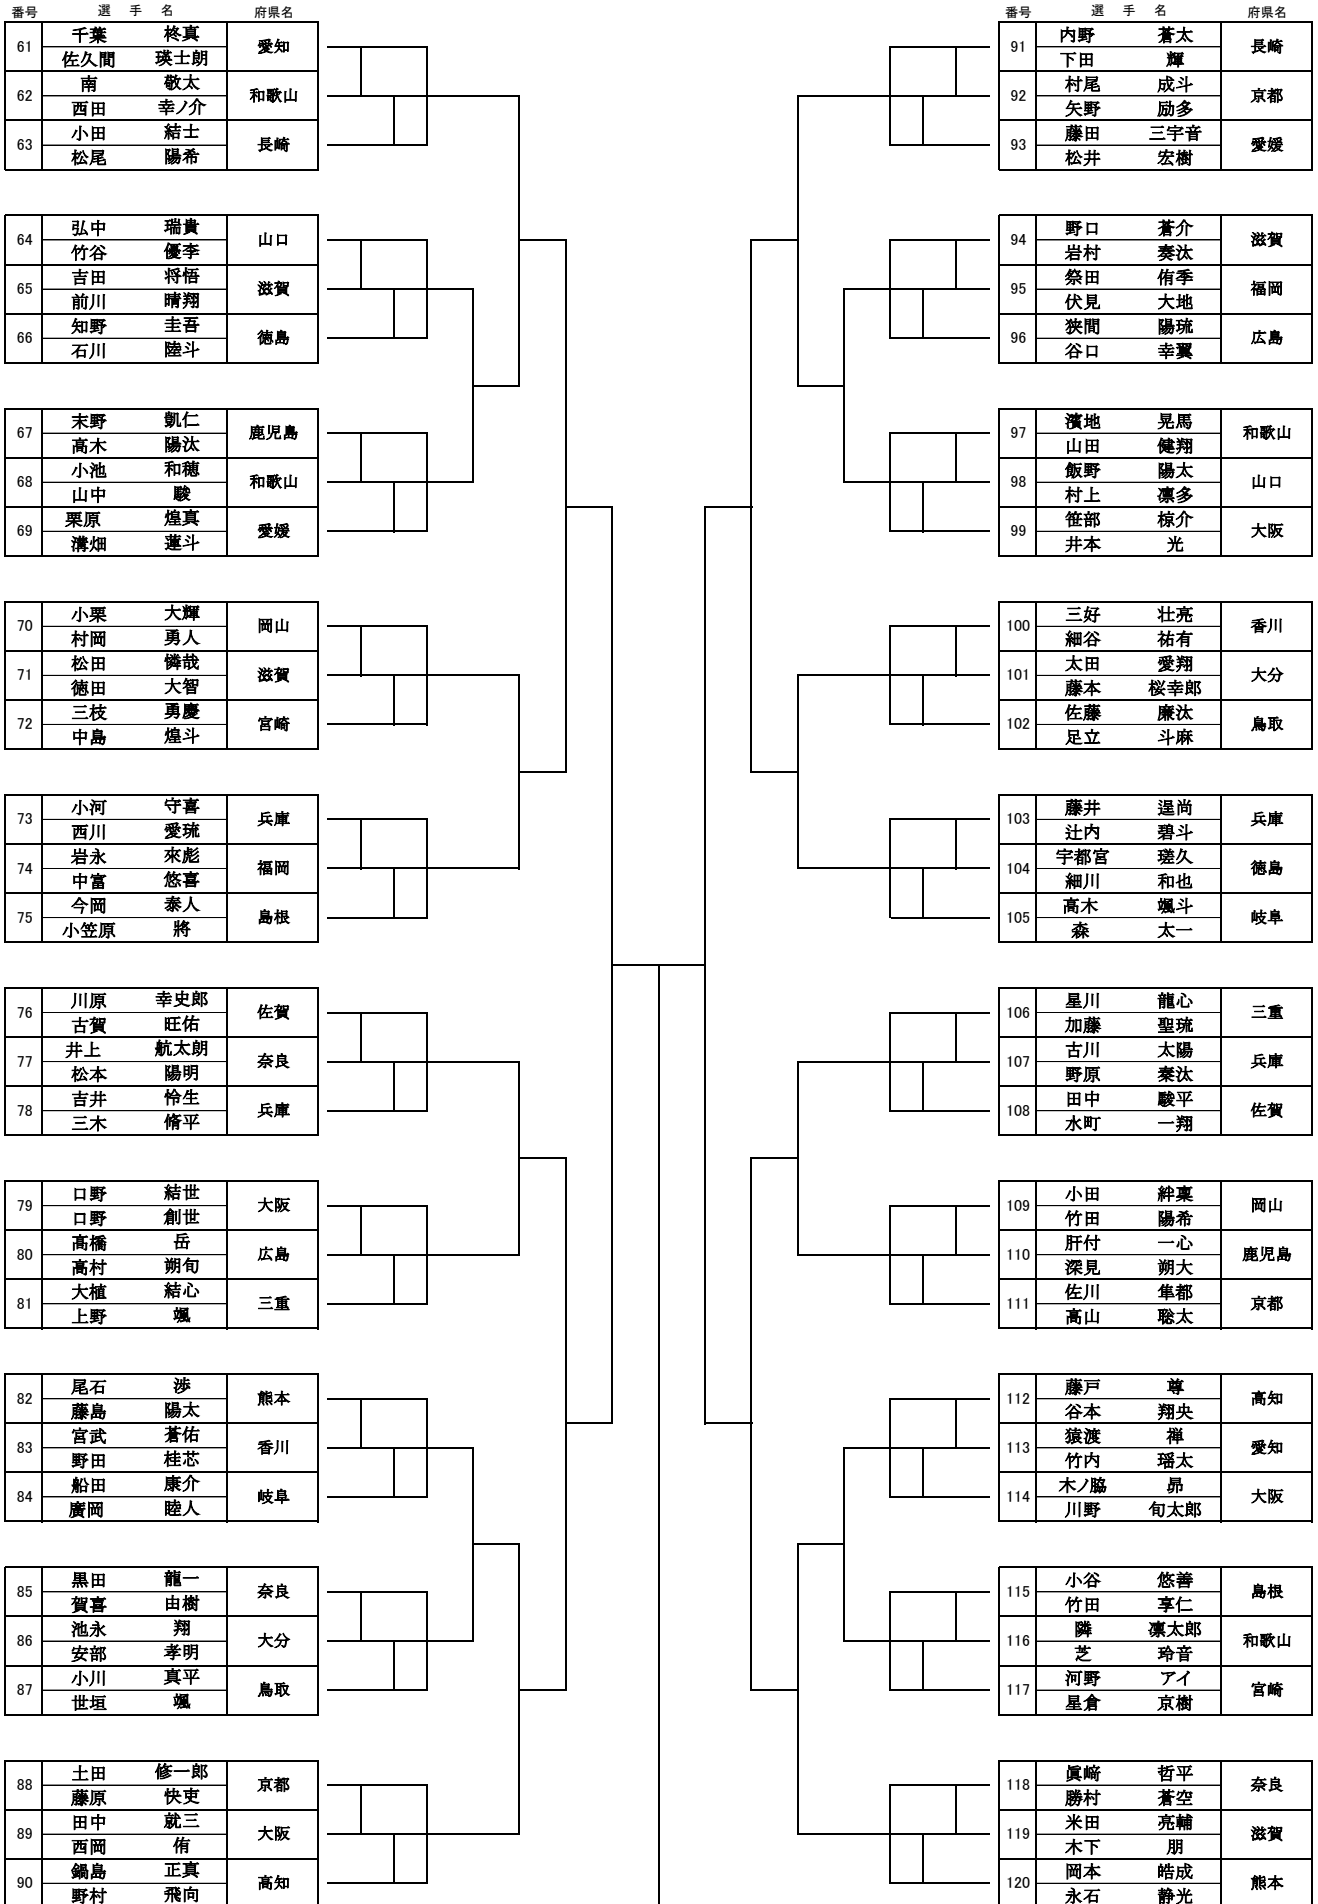 番号 選手名 府県名
61 千葉 柊真 愛知
佐久間 瑛士朗
62 南 敬太 和歌山
西田 幸ノ介
63 小田 結士 長崎
松尾 陽希
64 弘中 瑞貴 山口
竹谷 優李
65 吉田 将悟 滋賀
前川 晴翔
66 知野 圭吾 徳島
石川 陸斗
67 末野 凱仁 鹿児島
高木 陽汰
68 小池 和穂 和歌山
山中 駿
69 栗原 煌真 愛媛
溝畑 蓮斗
70 小栗 大輝 岡山
村岡 勇人
71 松田 憐哉 滋賀
徳田 大智
72 三枝 勇慶 宮崎
中島 煌斗
73 小河 守喜 兵庫
西川 愛琉
74 岩永 來彪 福岡
中富 悠喜
75 今岡 泰人 島根
小笠原 將
76 川原 幸史郎 佐賀
古賀 旺佑
77 井上 航太朗 奈良
松本 陽明
78 吉井 怜生 兵庫
三木 脩平
79 口野 結世 大阪
口野 創世
80 髙橋 岳 広島
高村 朔旬
81 大植 結心 三重
上野 颯
82 尾石 渉 熊本
藤島 陽太
83 宮武 蒼佑 香川
野田 桂芯
84 船田 康介 岐阜
廣岡 睦人
85 黒田 龍一 奈良
賀喜 由樹
86 池永 翔 大分
安部 孝明
87 小川 真平 鳥取
世垣 颯
88 土田 修一郎 京都
藤原 快吏
89 田中 就三 大阪
西岡 侑
90 鍋島 正真 高知
野村 飛向
番号 選手名 府県名
91 内野 蒼太 長崎
下田 輝
92 村尾 成斗 京都
矢野 励多
93 藤田 三宇音 愛媛
松井 宏樹
94 野口 蒼介 滋賀
岩村 奏汰
95 祭田 侑季 福岡
伏見 大地
96 狭間 陽琉 広島
谷口 幸翼
97 濱地 晃馬 和歌山
山田 健翔
98 飯野 陽太 山口
村上 凛多
99 笹部 椋介 大阪
井本 光
100 三好 壮亮 香川
細谷 祐有
101 太田 愛翔 大分
藤本 桜幸郎
102 佐藤 廉汰 鳥取
足立 斗麻
103 藤井 逞尚 兵庫
辻内 碧斗
104 宇都宮 瑳久 徳島
細川 和也
105 高木 颯斗 岐阜
森 太一
106 星川 龍心 三重
加藤 聖琉
107 古川 太陽 兵庫
野原 奏汰
108 田中 駿平 佐賀
水町 一翔
109 小田 絆稟 岡山
竹田 陽希
110 肝付 一心 鹿児島
深見 朔大
111 佐川 隼都 京都
高山 聡太
112 藤戸 尊 高知
谷本 翔央
113 猿渡 禅 愛知
竹内 瑶太
114 木ノ脇 昴 大阪
川野 旬太郎
115 小谷 悠善 島根
竹田 享仁
116 隣 凛太郎 和歌山
芝 玲音
117 河野 アイ 宮崎
星倉 京樹
118 眞﨑 哲平 奈良
勝村 蒼空
119 米田 亮輔 滋賀
木下 朋
120 岡本 皓成 熊本
永石 静光